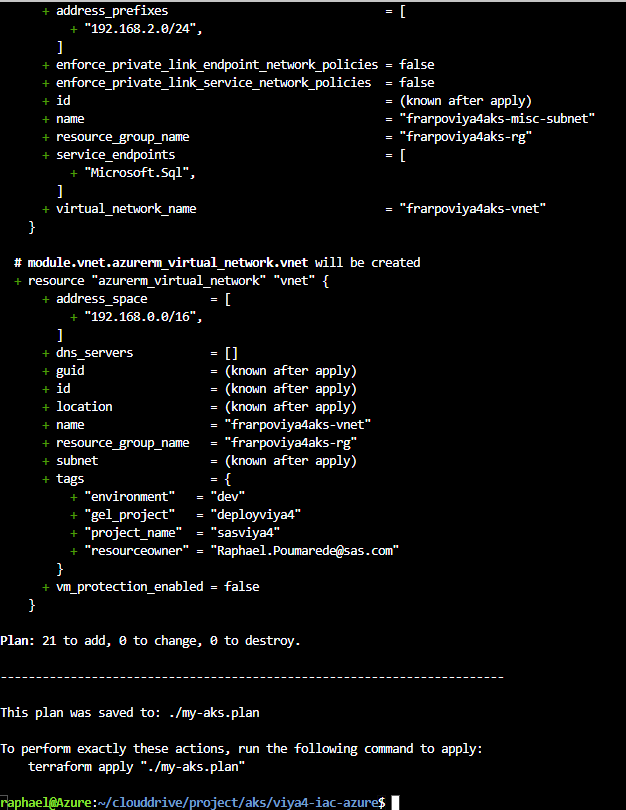 + address_prefixes = [
+ "192.168.2.0/24",
]
+ enforce_private_link_endpoint_network_policies = false
+ enforce_private_link_service_network_policies = false
+ id = (known after apply)
+ name = "frarpoviya4aks-misc-subnet"
+ resource_group_name = "frarpoviya4aks-rg"
+ service_endpoints = [
+ "Microsoft.Sql",
]
+ virtual_network_name = "frarpoviya4aks-vnet"
}
# module.vnet.azurerm_virtual_network.vnet will be created
+ resource "azurerm_virtual_network" "vnet" {
+ address_space = [
+ "192.168.0.0/16",
]
+ dns_servers = []
+ guid = (known after apply)
+ id = (known after apply)
+ location = (known after apply)
+ name = "frarpoviya4aks-vnet"
+ resource_group_name = "frarpoviya4aks-rg"
+ subnet = (known after apply)
+ tags = {
+ "environment" = "dev"
+ "gel_project" = "deployviya4"
+ "project_name" = "sasviya4"
+ "resourceowner" = "Raphael.Poumarede@sas.com"
}
+ vm_protection_enabled = false
}
Plan: 21 to add, 0 to change, 0 to destroy.
------------------------------------------------------------------------
This plan was saved to: ./my-aks.plan
To perform exactly these actions, run the following command to apply:
terraform apply "./my-aks.plan"
raphael@Azure:~/clouddrive/project/aks/viya4-iac-azure$